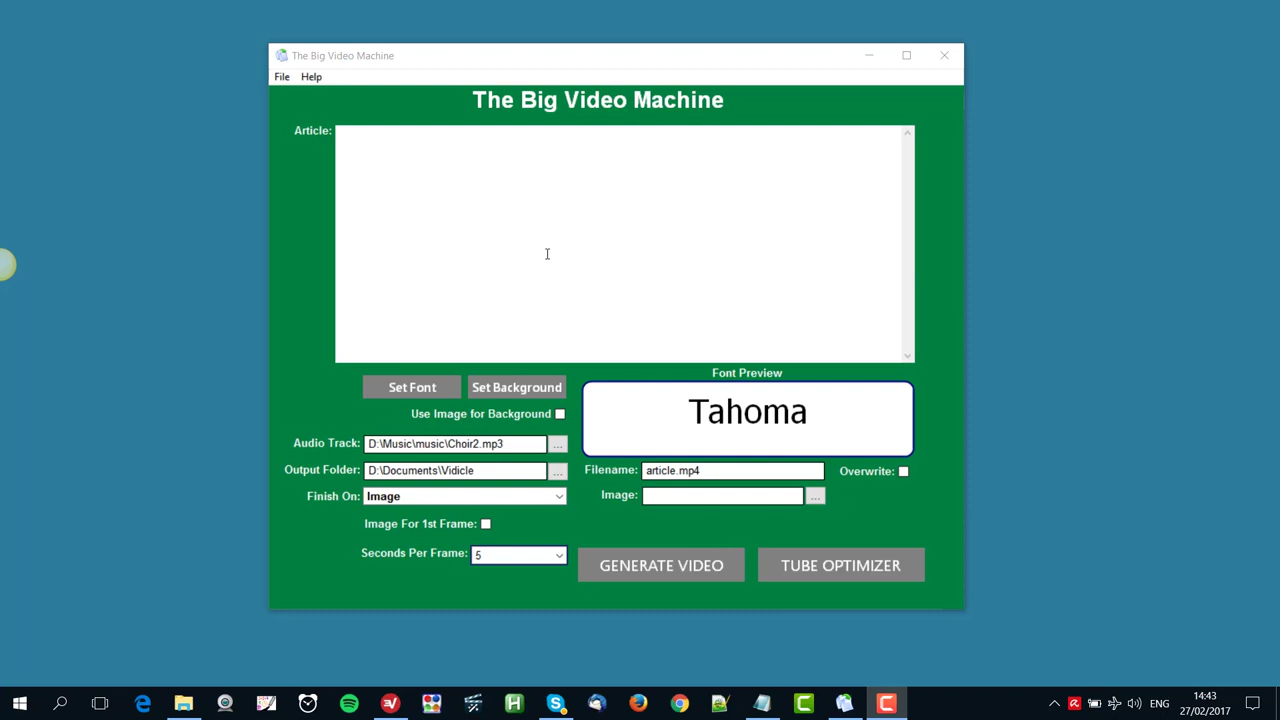 The Big Video Machine
File Help
The Big Video Machine
Article:
Set Font Set Background
Font Preview
Tahoma
Use Image for Background
Audio Track: D:\Music\music\Choir2.mp3 ...
Output Folder: D:\Documents\Vidicle ... Filename: article.mp4 Overwrite:
Finish On: Image Image: ...
Image For 1st Frame:
Seconds Per Frame: 5
GENERATE VIDEO TUBE OPTIMIZER
ENG 14:43
27/02/2017